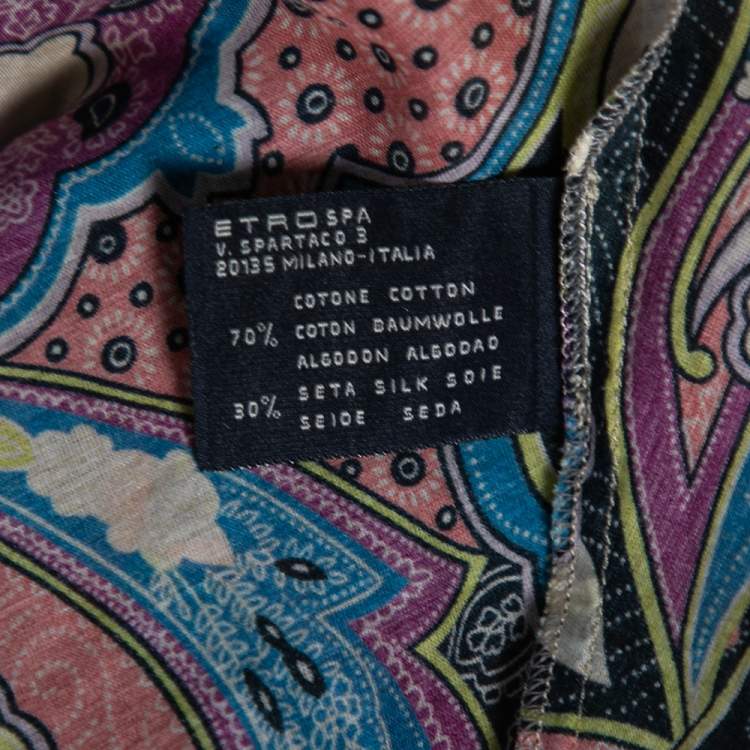 ETRO SPA
V. SPARTACO 3
20135 MILANO-ITALIA
COTONE COTTON
70% COTON BAUMWOLLE
ALGODON ALGODAO
30% SETA SILK SOIE
SEIDE SEDA